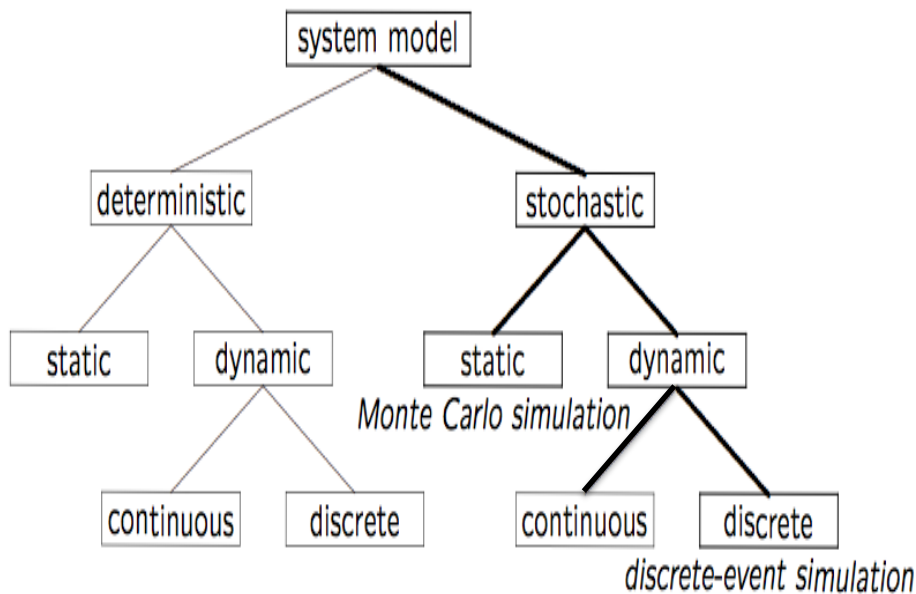 system model
deterministic
stochastic
static
dynamic
static
dynamic
Monte Carlo simulation
continuous
discrete
continuous
discrete
discrete-event simulation